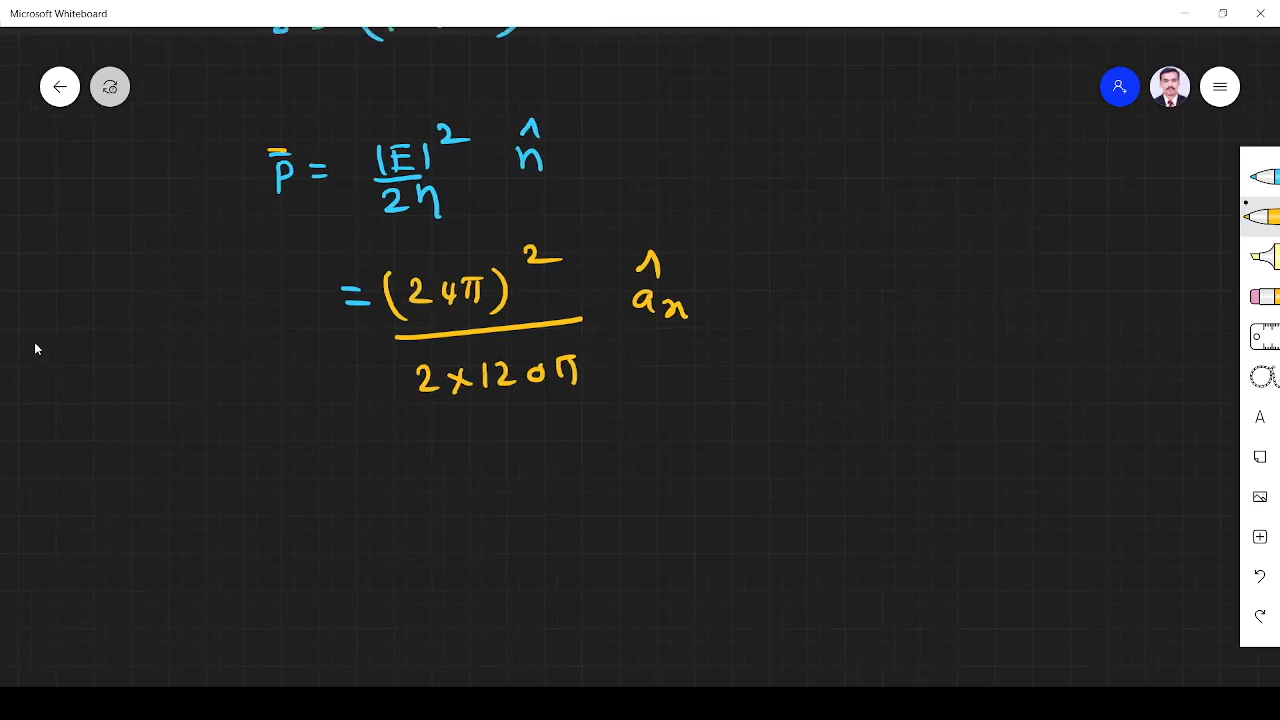 Microsoft Whiteboard
p̄ = |E|² / 2η n̂
= (24π)² / 2×120π âₓ
A